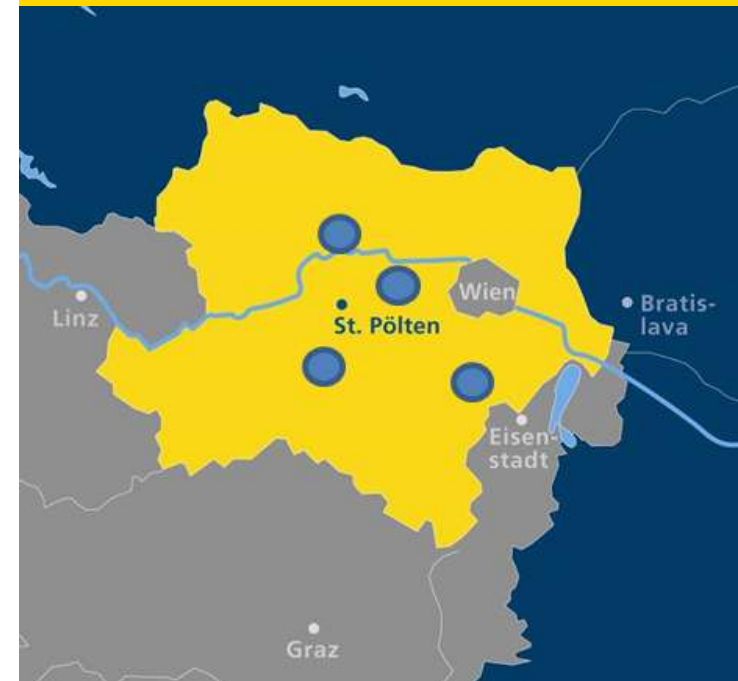 Linz
St. Pölten
Wien
Bratis-
lava
Eisen-
stadt
Graz